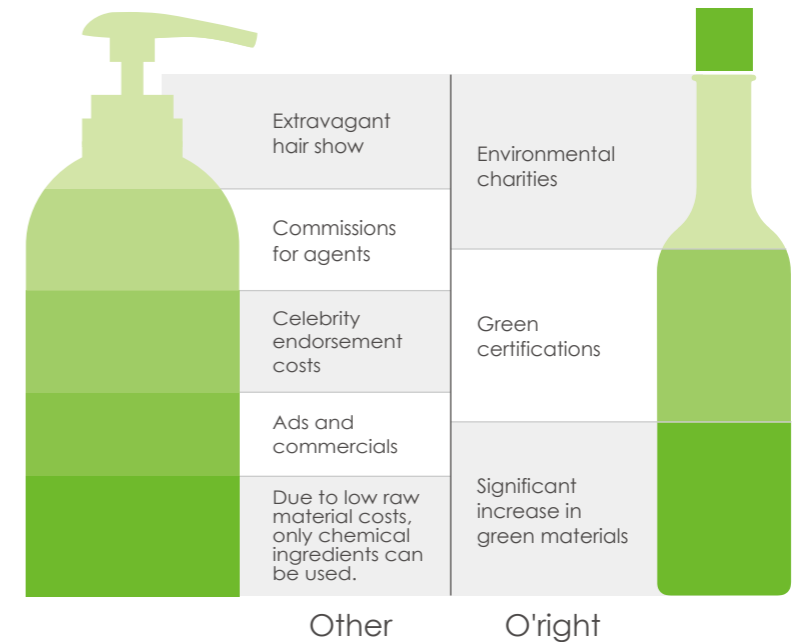 Extravagant
hair show
Commissions
for agents
Celebrity
endorsement
costs
Ads and
commercials
Due to low raw
material costs,
only chemical
ingredients can
be used.
Other
Environmental
charities
Green
certifications
Significant
increase in
green materials
O'right